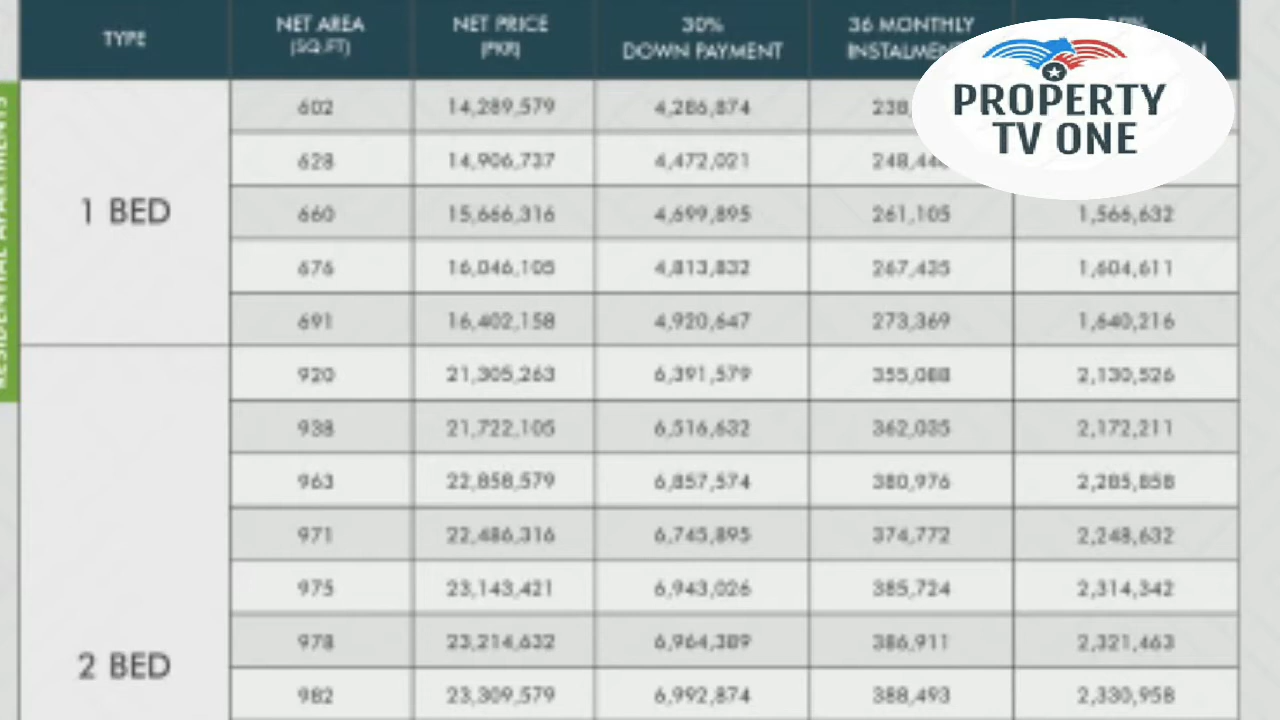 TYPE
NET AREA
(SQ.FT)
NET PRICE
(PKR)
30%
DOWN PAYMENT
36 MONTHLY
PROPERTY
TV ONE
RESIDENTIAL APARTMENTS
1 BED
602 14,289,579 4,286,874
628 14,906,737 4,472,021
660 15,666,316 4,699,895 261,105 1,566,632
676 16,046,105 4,813,832 267,435 1,604,611
691 16,402,158 4,920,647 273,369 1,640,216
2 BED
920 21,305,263 6,391,579 355,088 2,130,526
938 21,722,105 6,516,632 362,035 2,172,211
963 22,858,579 6,857,574 380,976 2,285,858
971 22,486,316 6,745,895 374,772 2,248,632
975 23,143,421 6,943,026 385,724 2,314,342
978 23,214,632 6,964,389 386,911 2,321,463
982 23,309,579 6,992,874 388,493 2,330,958